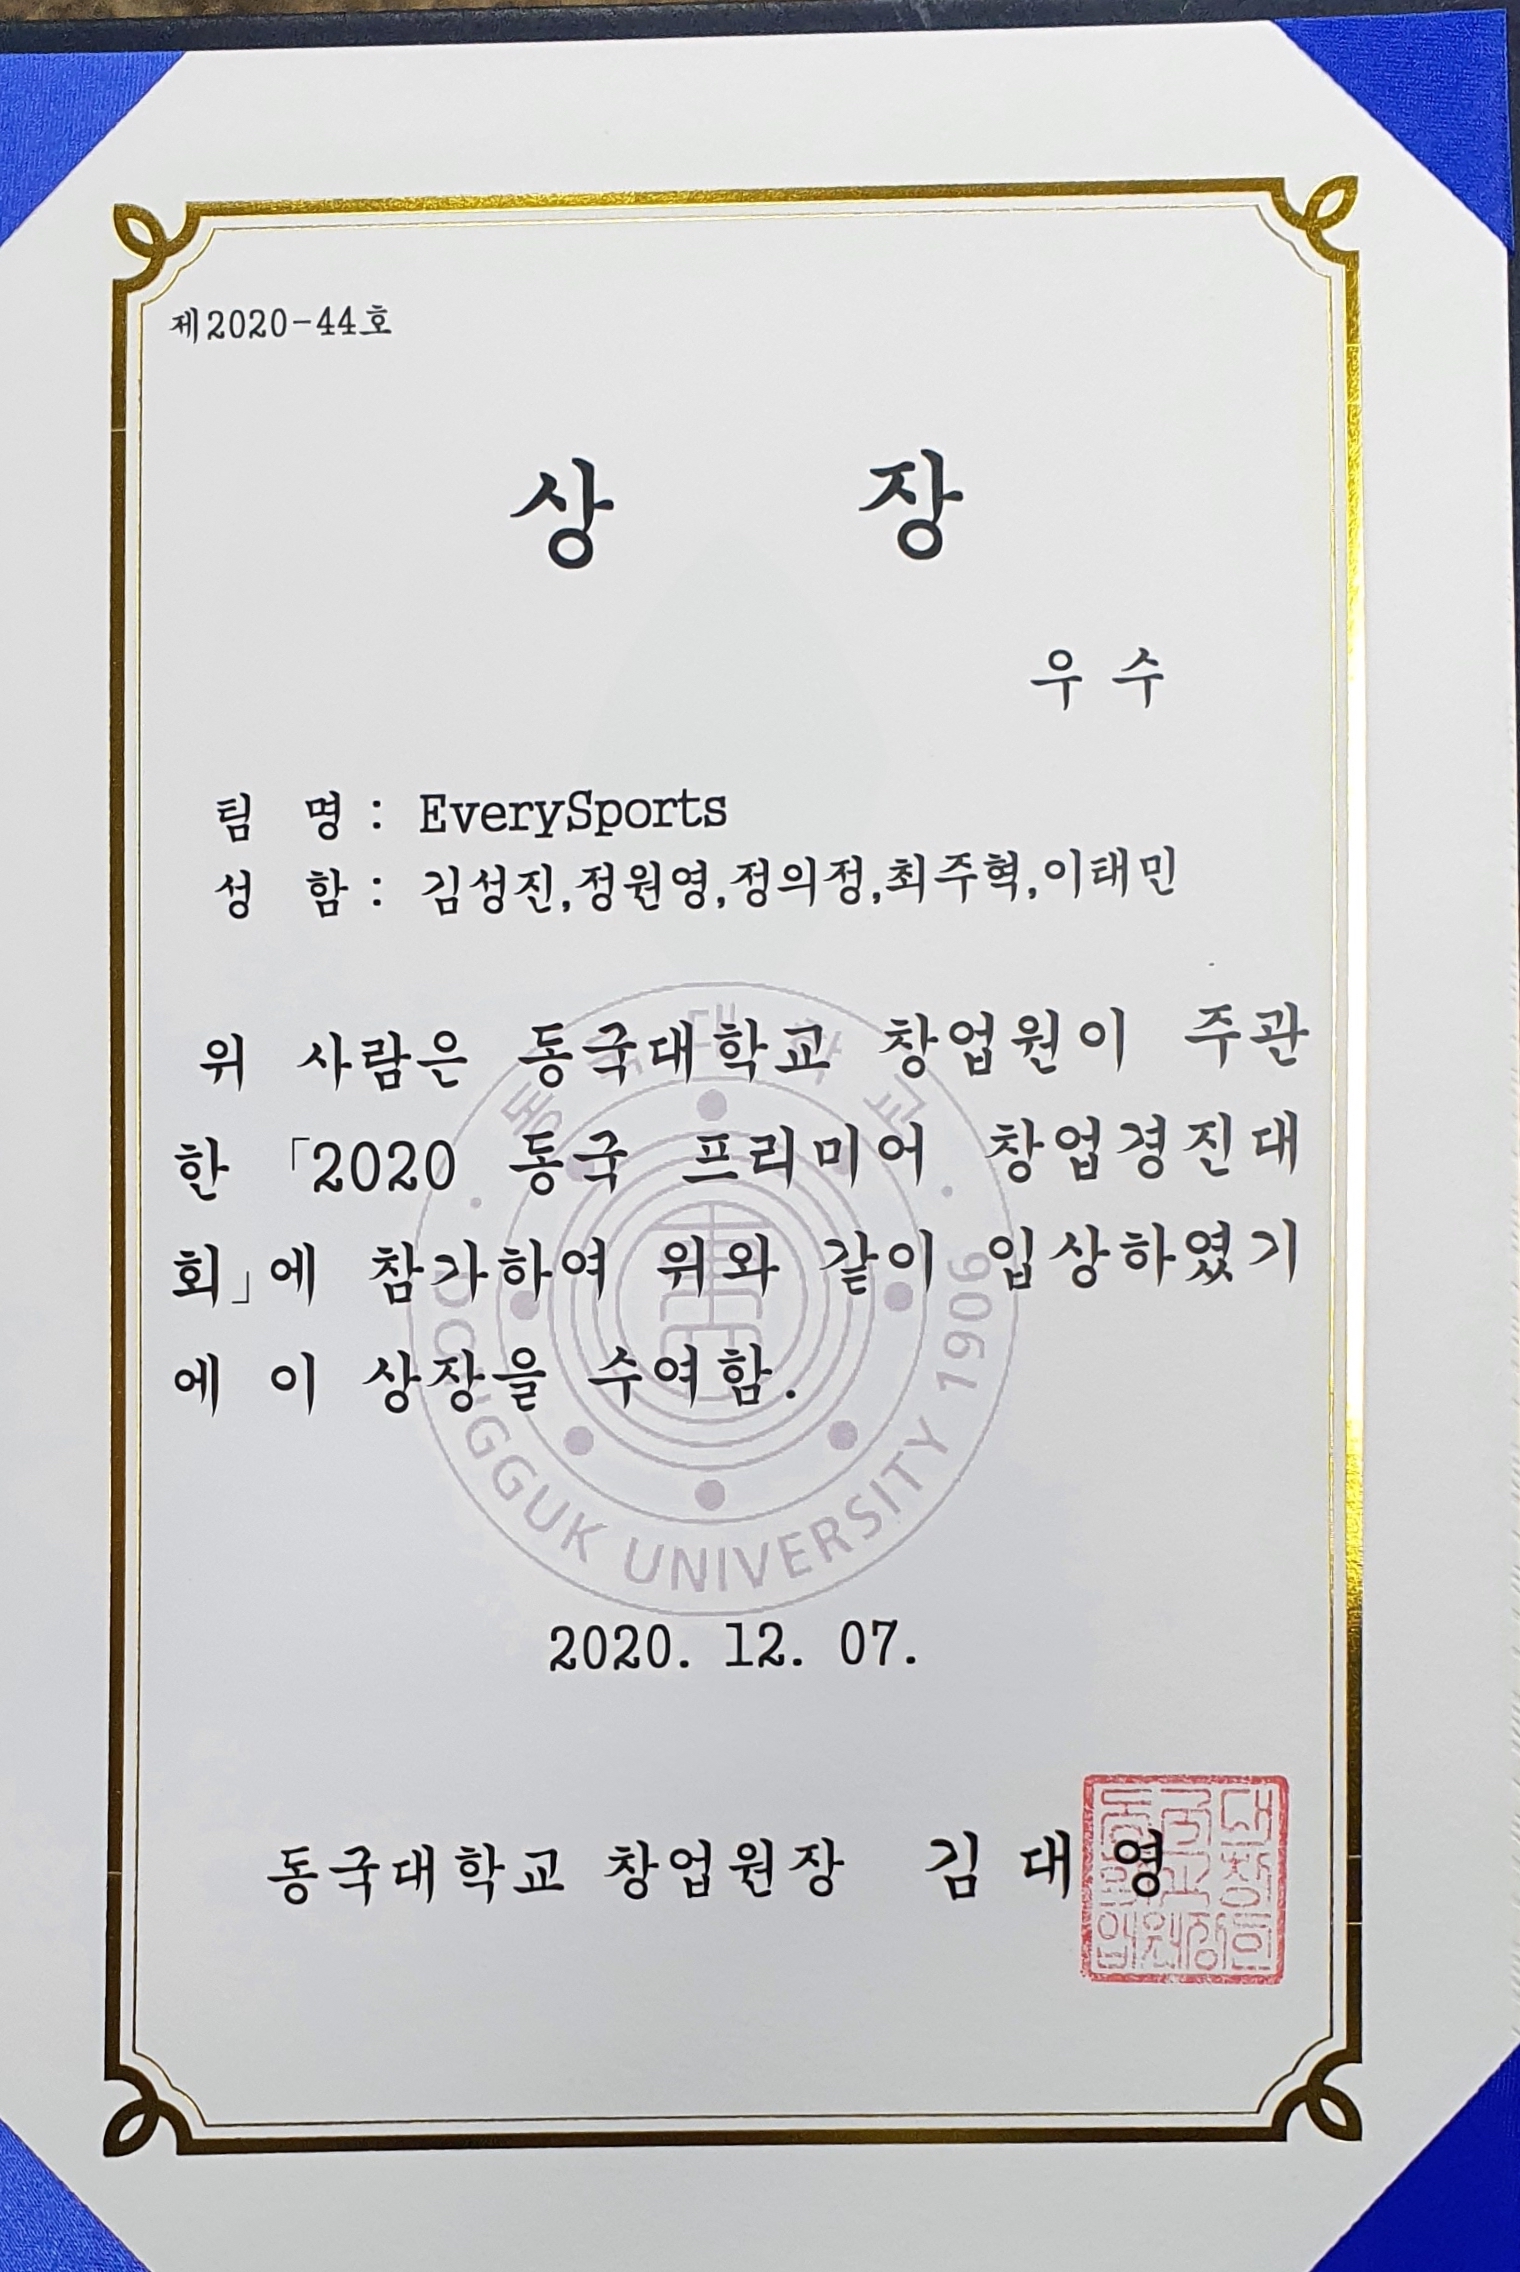 제2020-44호
상 장
우 수
팀 명 : EverySports
성 함 : 김성진,정원영,정의정,최주혁,이태민
위 사람은 동국대학교 창업원이 주관
한 「2020 동국 프리미어 창업경진대
회」에 참가하여 위와 같이 입상하였기
에 이 상장을 수여함.
동국대학교
DONGGUK UNIVERSITY 1906
2020. 12. 07.
동국대학교 창업원장 김 대 영